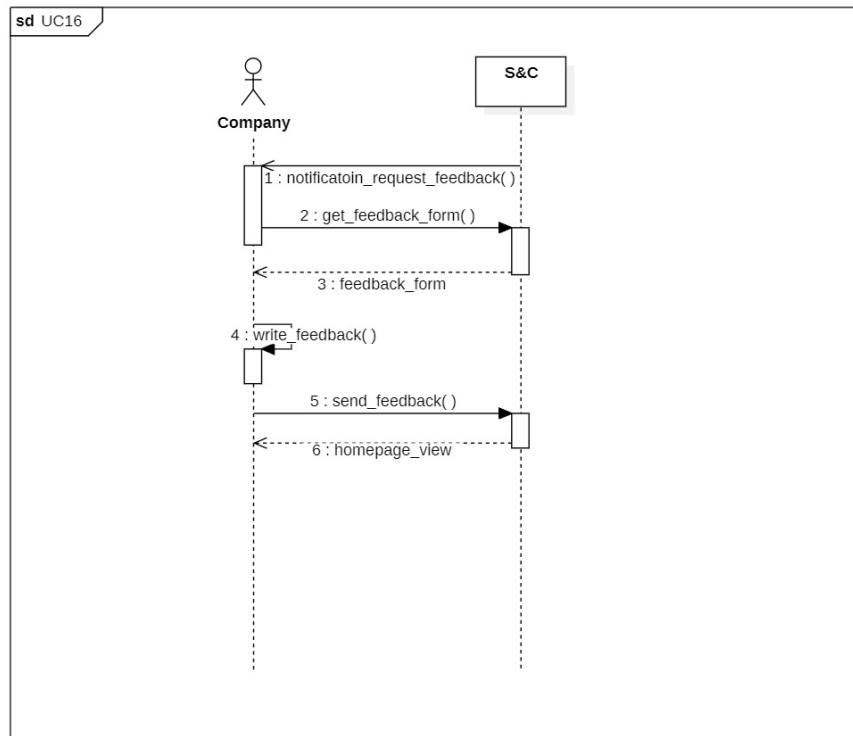 sd UC16
S&C
Company
1 : notificatoin_request_feedback( )
2 : get_feedback_form( )
3 : feedback_form
4 : write_feedback( )
5 : send_feedback( )
6 : homepage_view